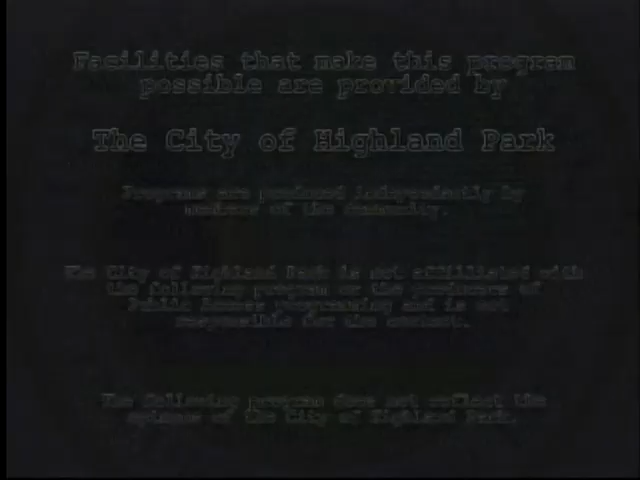 Facilities that make this program
possible are provided by
The City of Highland Park
Programs are produced independently by
members of the community.
The City of Highland Park is not affilliated with
the following program or the producers of
Public Access Programming and is not
responsible for the content.
The following program does not reflect the
opinions of the City of Highland Park.